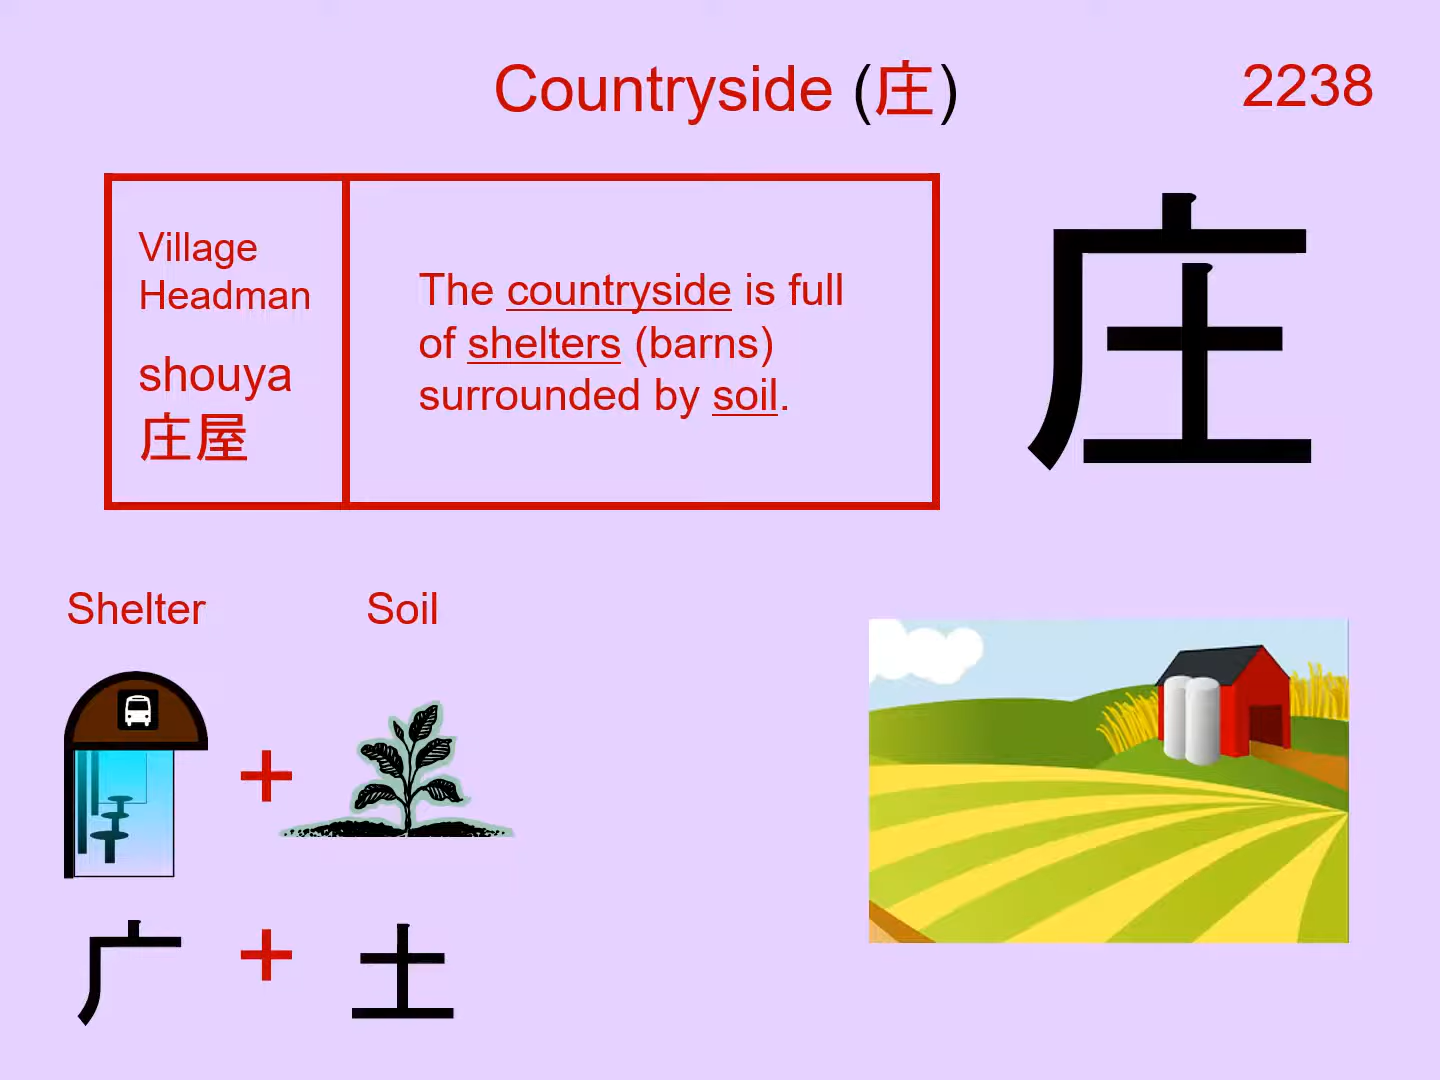 Countryside (庄)
2238
Village
Headman
shouya
庄屋
The countryside is full
of shelters (barns)
surrounded by soil.
庄
Shelter
Soil
+
广 + 土